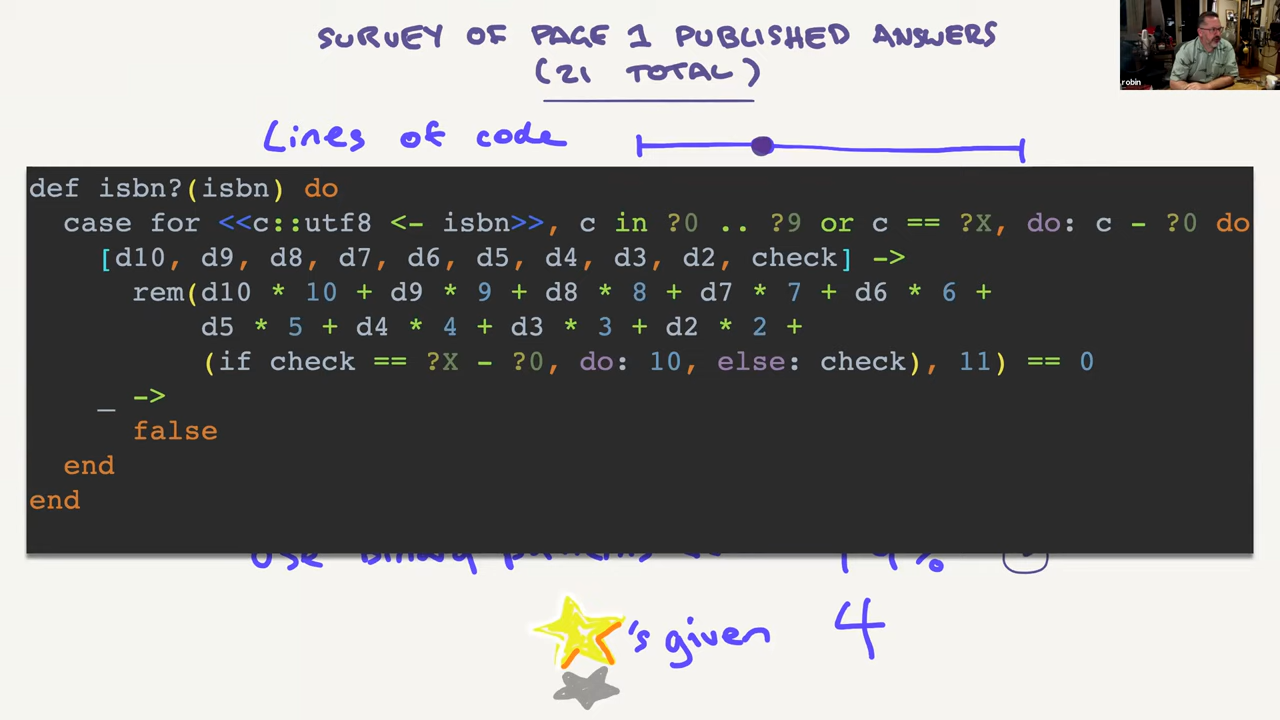 SURVEY OF PAGE 1 PUBLISHED ANSWERS
(21 TOTAL)
robin
Lines of code
def isbn?(isbn) do
  case for <<c::utf8 <- isbn>>, c in ?0 .. ?9 or c == ?X, do: c - ?0 do
    [d10, d9, d8, d7, d6, d5, d4, d3, d2, check] ->
      rem(d10 * 10 + d9 * 9 + d8 * 8 + d7 * 7 + d6 * 6 +
          d5 * 5 + d4 * 4 + d3 * 3 + d2 * 2 +
          (if check == ?X - ?0, do: 10, else: check), 11) == 0
    _ ->
      false
  end
end
Use binary patterns
's given 4